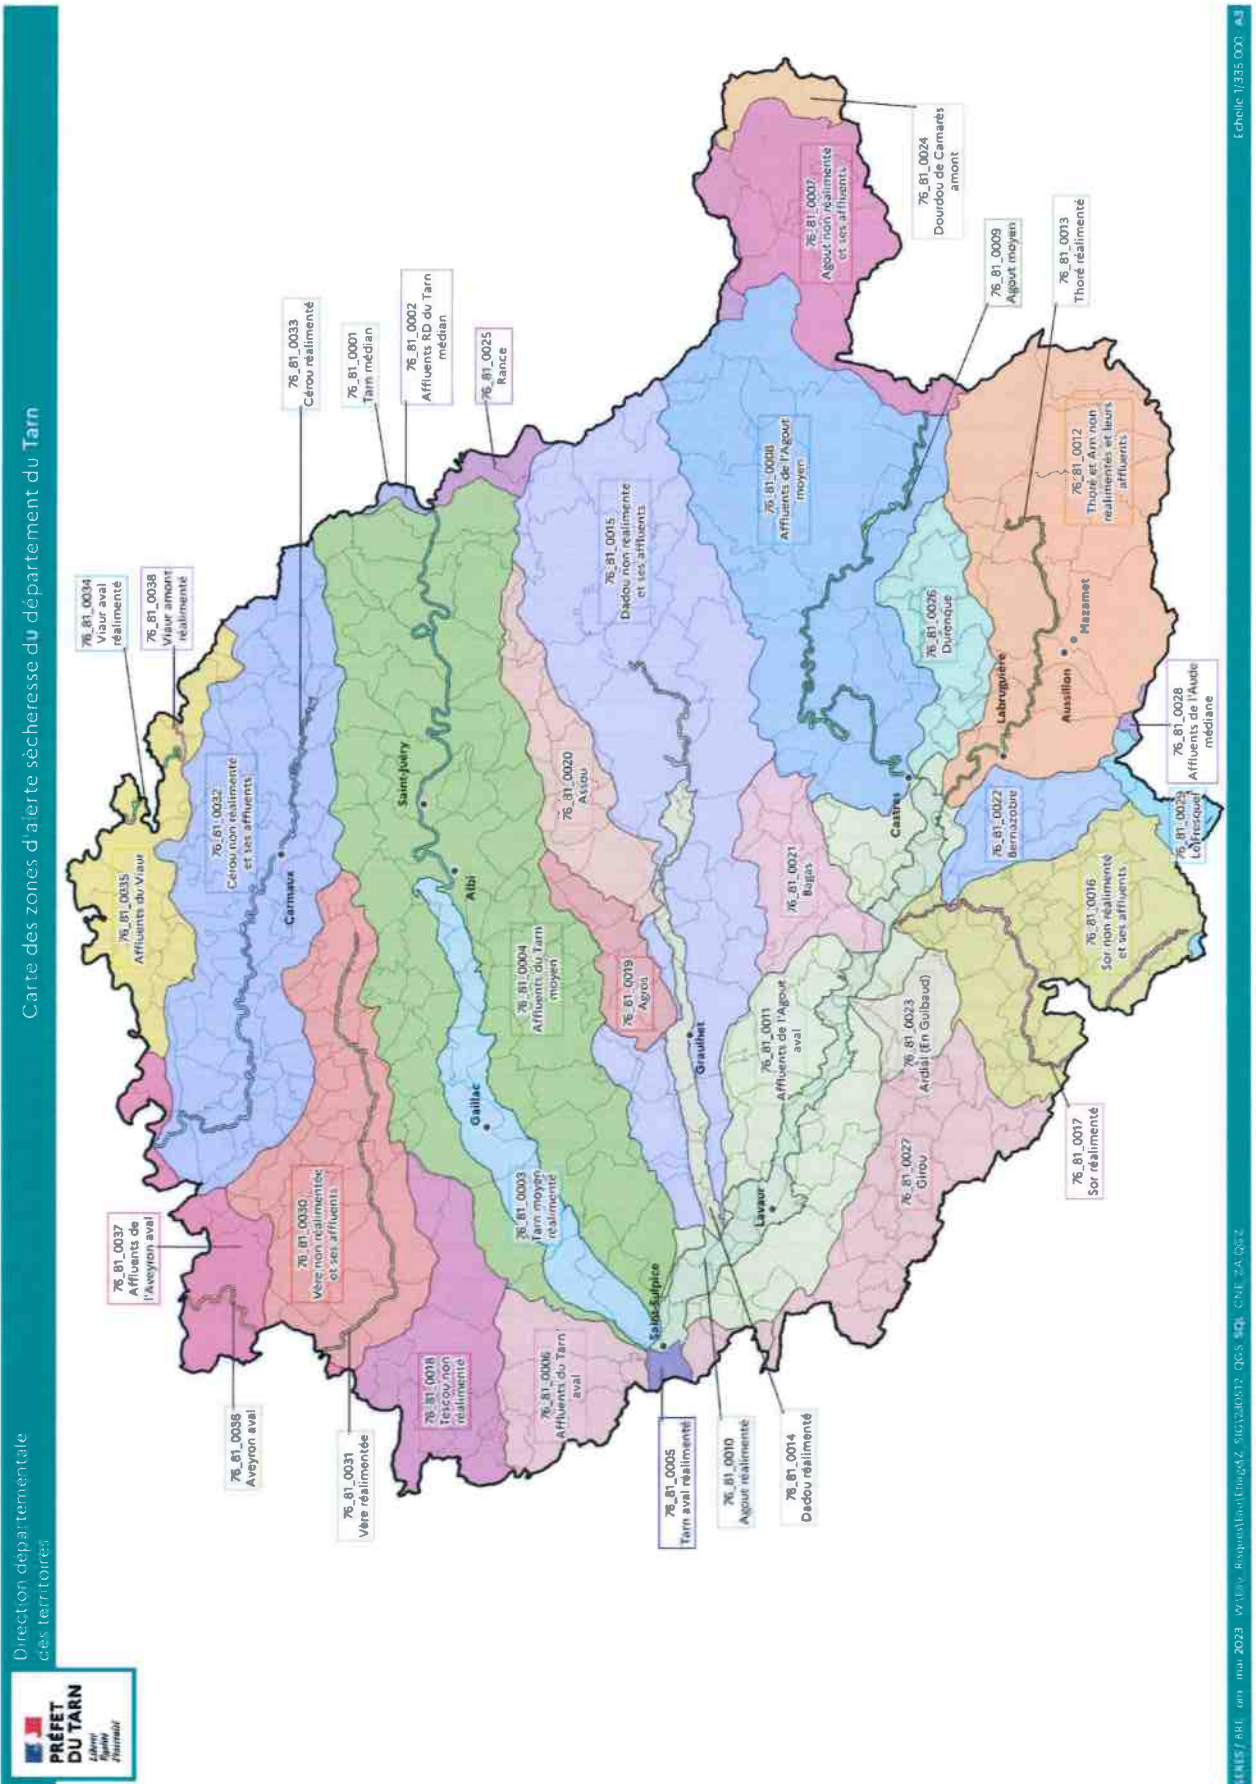 PRÉFET
DU TARN
Liberté
Égalité
Fraternité
Direction départementale
des territoires
Carte des zones d'alerte sècheresse du département du Tarn
76_81_0037
Affluents de
l'Aveyron aval
76_81_0034
Viaur aval
réalimenté
76_81_0038
Viaur amont
réalimenté
76_81_0035
Affluents du Viaur
76_81_0036
Aveyron aval
76_81_0032
Cérou non réalimenté
et ses affluents
76_81_0033
Cérou réalimenté
Carmaux
76_81_0030
Vère non réalimentée
et ses affluents
76_81_0031
Vère réalimentée
76_81_0001
Tarn médian
76_81_0002
Affluents RD du Tarn
médian
76_81_0025
Rance
Saint-Juéry
Albi
76_81_0018
Tescou non
réalimenté
Gaillac
76_81_0003
Tarn moyen
réalimenté
76_81_0004
Affluents du Tarn
moyen
76_81_0006
Affluents du Tarn
aval
76_81_0020
Assou
76_81_0015
Dadou non réalimenté
et ses affluents
76_81_0019
Agros
Saint-Sulpice
76_81_0005
Tarn aval réalimenté
76_81_0010
Agout réalimenté
76_81_0014
Dadou réalimenté
Graulhet
76_81_0011
Affluents de l'Agout
aval
Lavaur
76_81_0021
Bagas
76_81_0008
Affluents de l'Agout
moyen
76_81_0007
Agout non réalimenté
et ses affluents
76_81_0024
Dourdou de Camarès
amont
76_81_0009
Agout moyen
76_81_0013
Thoré réalimenté
Castres
76_81_0026
Durenque
76_81_0023
Ardial (En Guibaud)
76_81_0027
Girou
76_81_0022
Bernazobre
Labruguière
Aussillon
Mazamet
76_81_0012
Thoré et Arn non
réalimentés et leurs
affluents
76_81_0016
Sor non réalimenté
et ses affluents
76_81_0017
Sor réalimenté
76_81_0029
Le Fresquel
76_81_0028
Affluents de l'Aude
médiane
mai 2023
Echelle 1/335 000 - A3